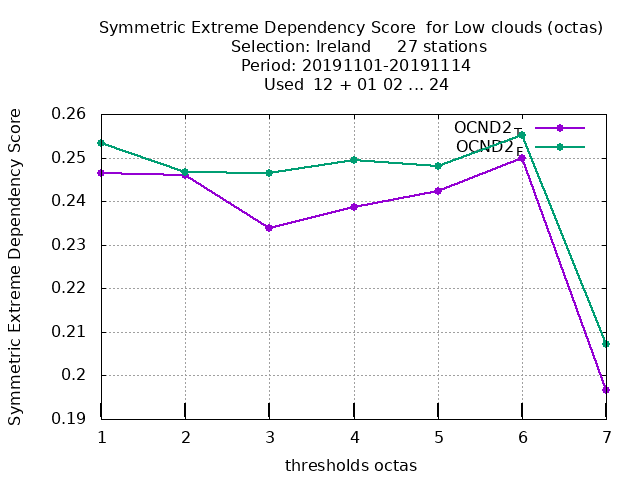 Symmetric Extreme Dependency Score for Low clouds (octas)
Selection: Ireland 27 stations
Period: 20191101-20191114
Used 12 + 01 02 ... 24
Symmetric Extreme Dependency Score
0.26
0.25
0.24
0.23
0.22
0.21
0.2
0.19
OCND2_T
OCND2_F
1 2 3 4 5 6 7
thresholds octas